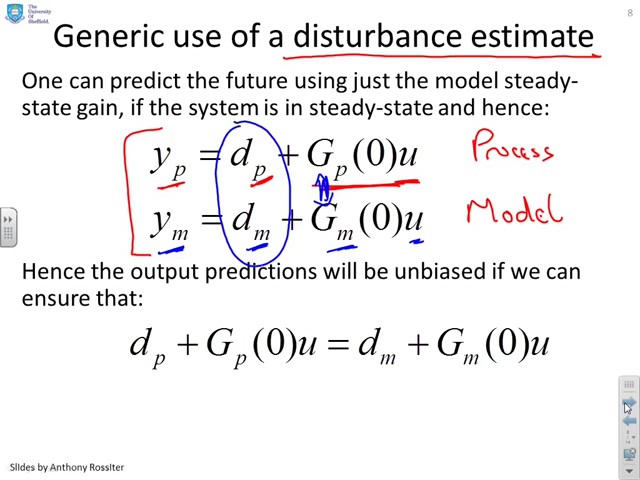 The
University
Of
Sheffield.
8
Generic use of a disturbance estimate
One can predict the future using just the model steady-
state gain, if the system is in steady-state and hence:
y_p = d_p + G_p(0)u Process
y_m = d_m + G_m(0)u Model
Hence the output predictions will be unbiased if we can
ensure that:
d_p + G_p(0)u = d_m + G_m(0)u
Slides by Anthony Rossiter